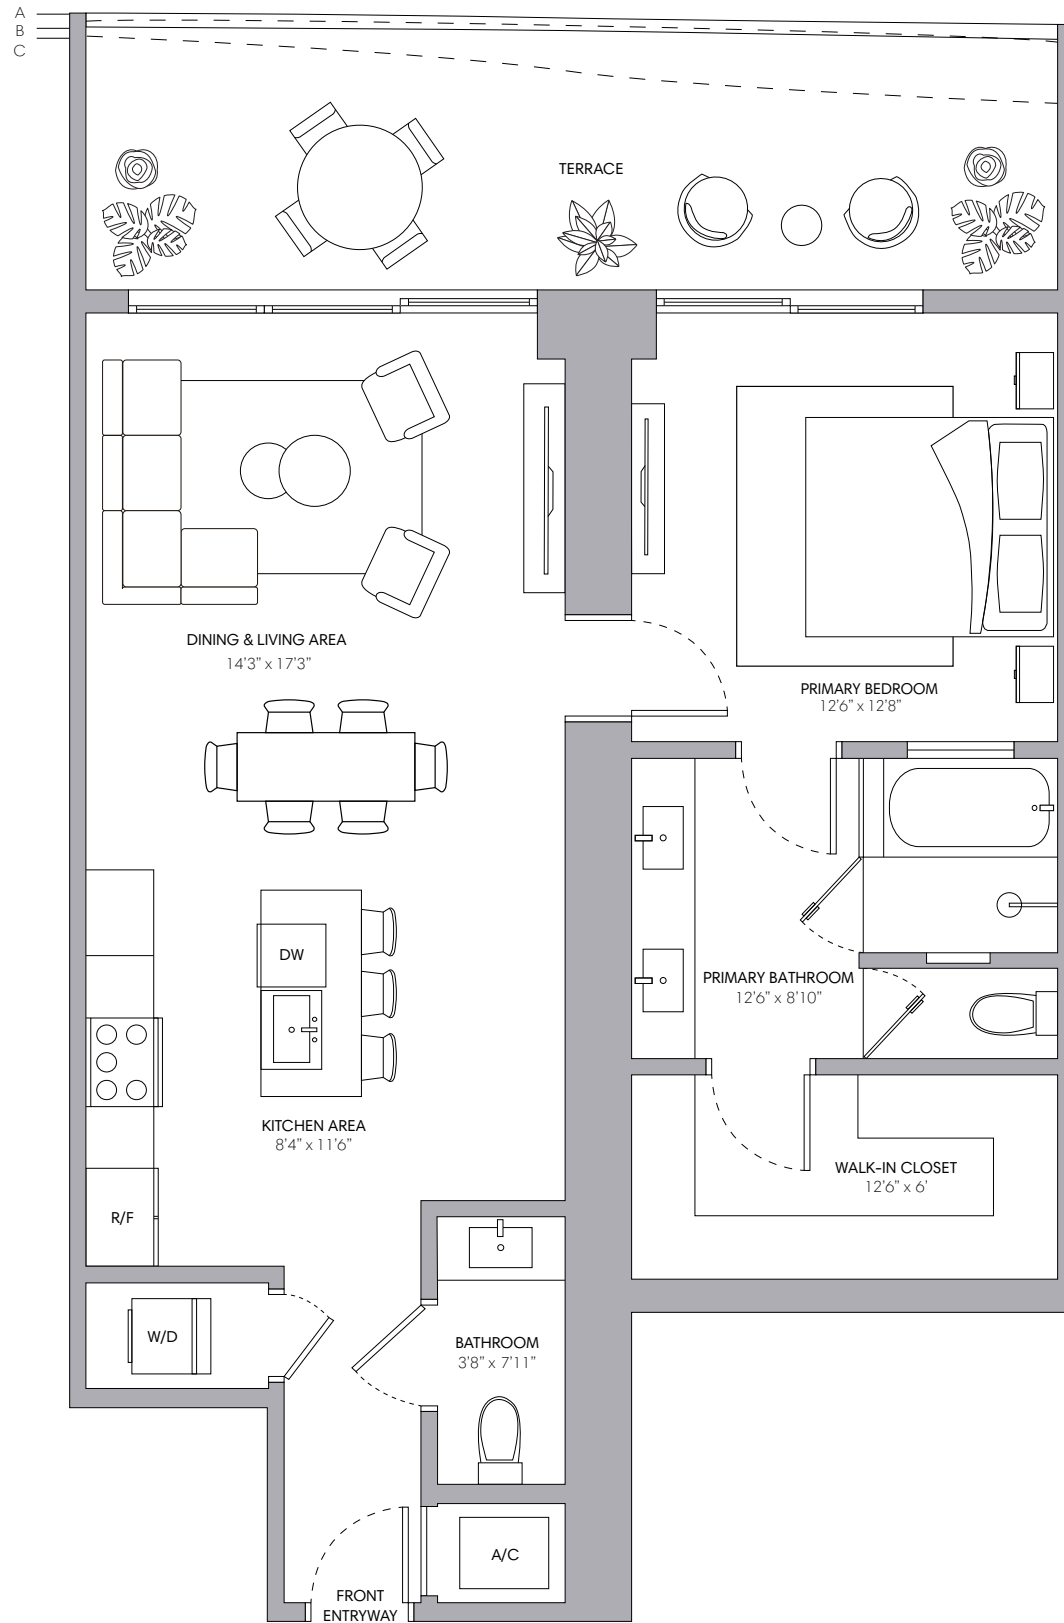 A
B
C
TERRACE
DINING & LIVING AREA
14'3" x 17'3"
PRIMARY BEDROOM
12'6" x 12'8"
DW
PRIMARY BATHROOM
12'6" x 8'10"
KITCHEN AREA
8'4" x 11'6"
WALK-IN CLOSET
12'6" x 6'
R/F
W/D
BATHROOM
3'8" x 7'11"
A/C
FRONT
ENTRYWAY